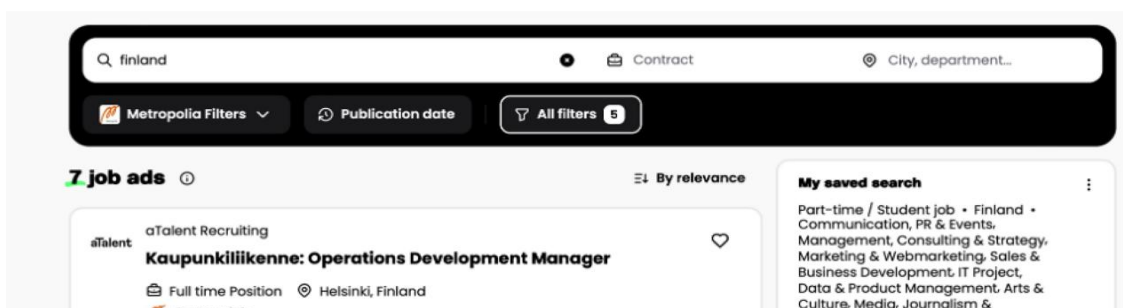 finland
Contract
City, department...
Metropolia Filters
Publication date
All filters 5
7 job ads
By relevance
aTalent
aTalent Recruiting
Kaupunkiliikenne: Operations Development Manager
Full time Position
Helsinki, Finland
My saved search
Part-time / Student job • Finland •
Communication, PR & Events,
Management, Consulting & Strategy,
Marketing & Webmarketing, Sales &
Business Development, IT Project,
Data & Product Management, Arts &
Culture, Media, Journalism &